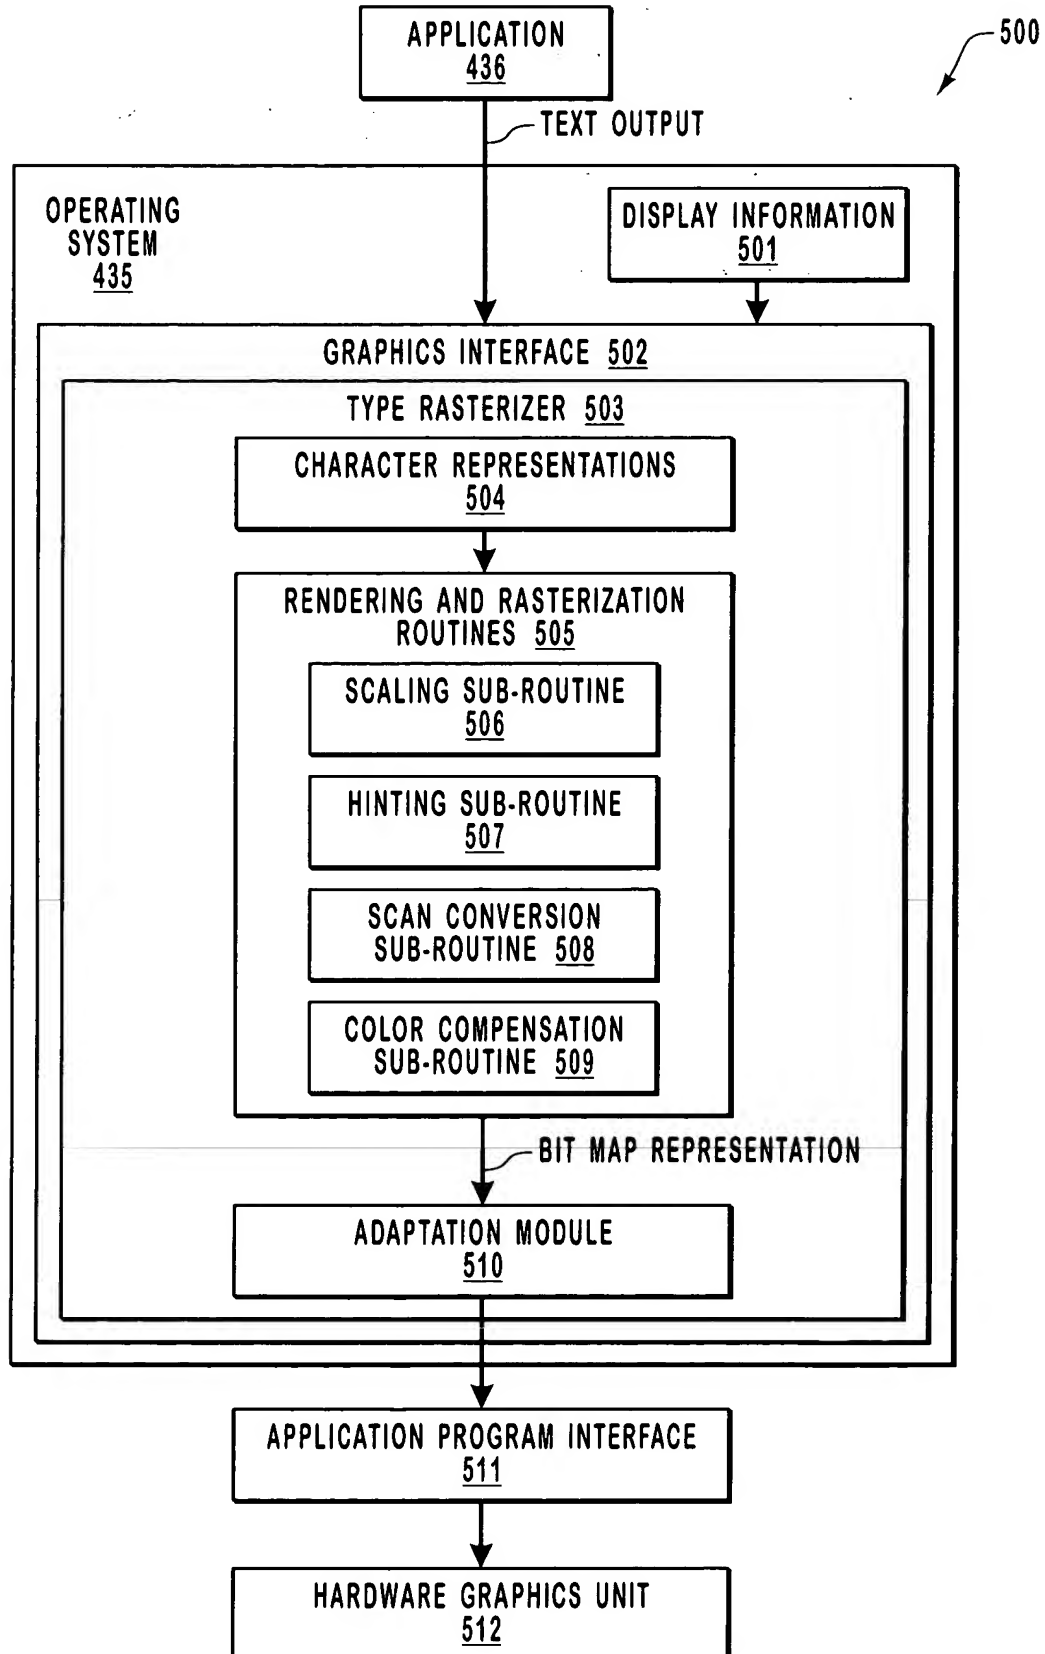 APPLICATION
436
500
TEXT OUTPUT
OPERATING
SYSTEM
435
DISPLAY INFORMATION
501
GRAPHICS INTERFACE 502
TYPE RASTERIZER 503
CHARACTER REPRESENTATIONS
504
RENDERING AND RASTERIZATION
ROUTINES 505
SCALING SUB-ROUTINE
506
HINTING SUB-ROUTINE
507
SCAN CONVERSION
SUB-ROUTINE 508
COLOR COMPENSATION
SUB-ROUTINE 509
BIT MAP REPRESENTATION
ADAPTATION MODULE
510
APPLICATION PROGRAM INTERFACE
511
HARDWARE GRAPHICS UNIT
512